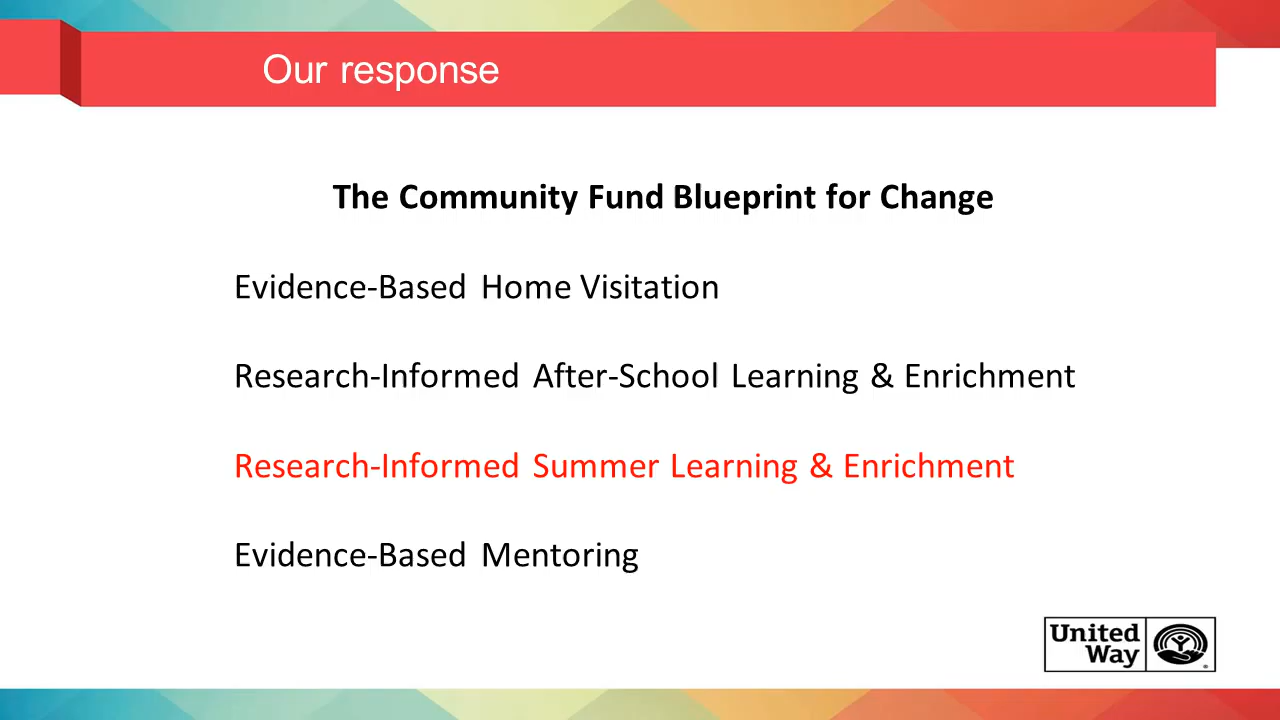 Our response
The Community Fund Blueprint for Change
Evidence-Based Home Visitation
Research-Informed After-School Learning & Enrichment
Research-Informed Summer Learning & Enrichment
Evidence-Based Mentoring
United
Way
®